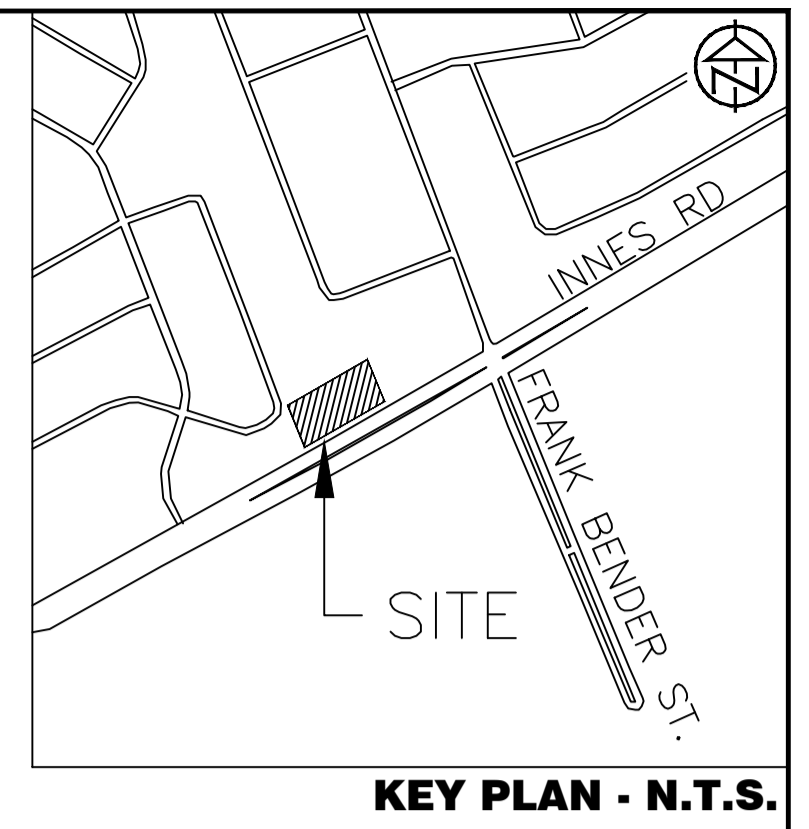 N
INNES RD
FRANK BENDER ST.
SITE
KEY PLAN - N.T.S.